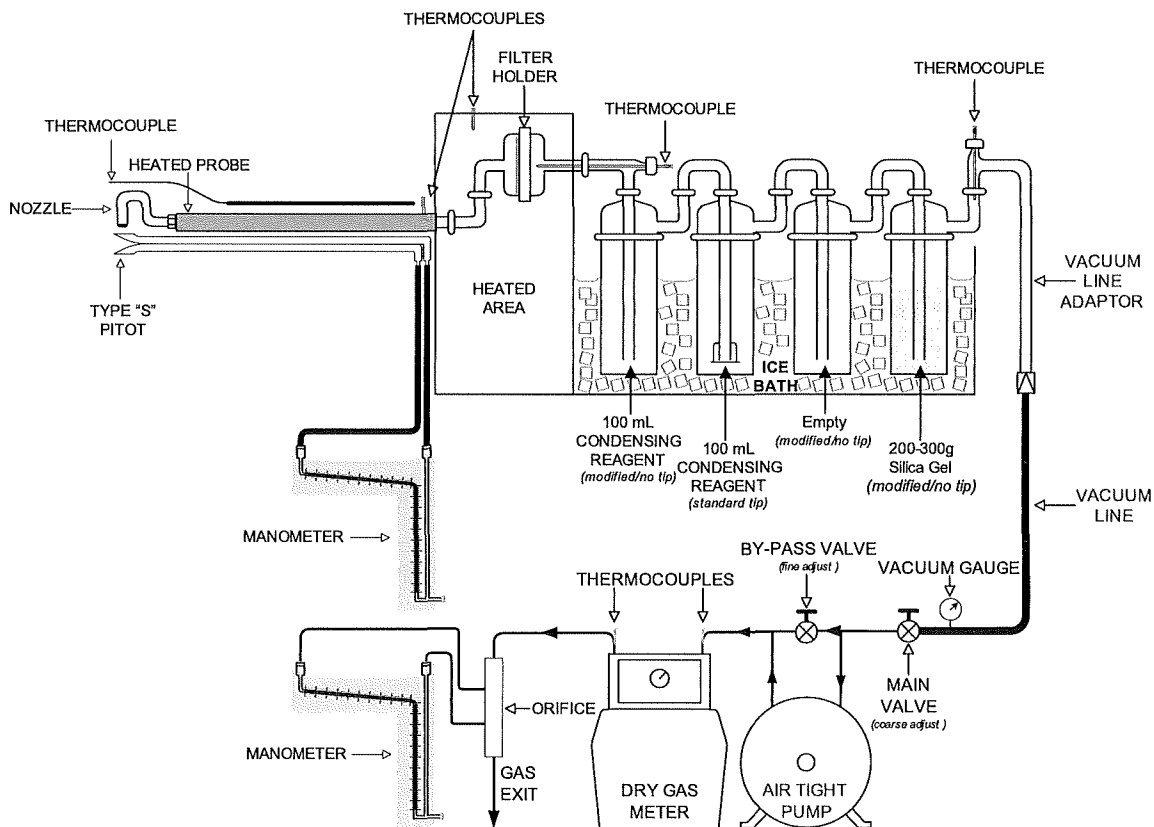 THERMOCOUPLES
FILTER
HOLDER
THERMOCOUPLE
THERMOCOUPLE
THERMOCOUPLE
HEATED PROBE
NOZZLE
TYPE "S"
PITOT
HEATED
AREA
VACUUM
LINE
ADAPTOR
ICE
BATH
100 mL
CONDENSING
REAGENT
(modified/no tip)
100 mL
CONDENSING
REAGENT
(standard tip)
Empty
(modified/no tip)
200-300g
Silica Gel
(modified/no tip)
VACUUM
LINE
MANOMETER
BY-PASS VALVE
(fine adjust )
VACUUM GAUGE
THERMOCOUPLES
MAIN
VALVE
(coarse adjust )
ORIFICE
MANOMETER
GAS
EXIT
DRY GAS
METER
AIR TIGHT
PUMP